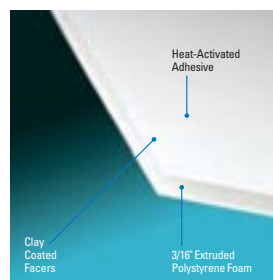 Heat-Activated
Adhesive
Clay
Coated
Facers
3/16" Extruded
Polystyrene Foam